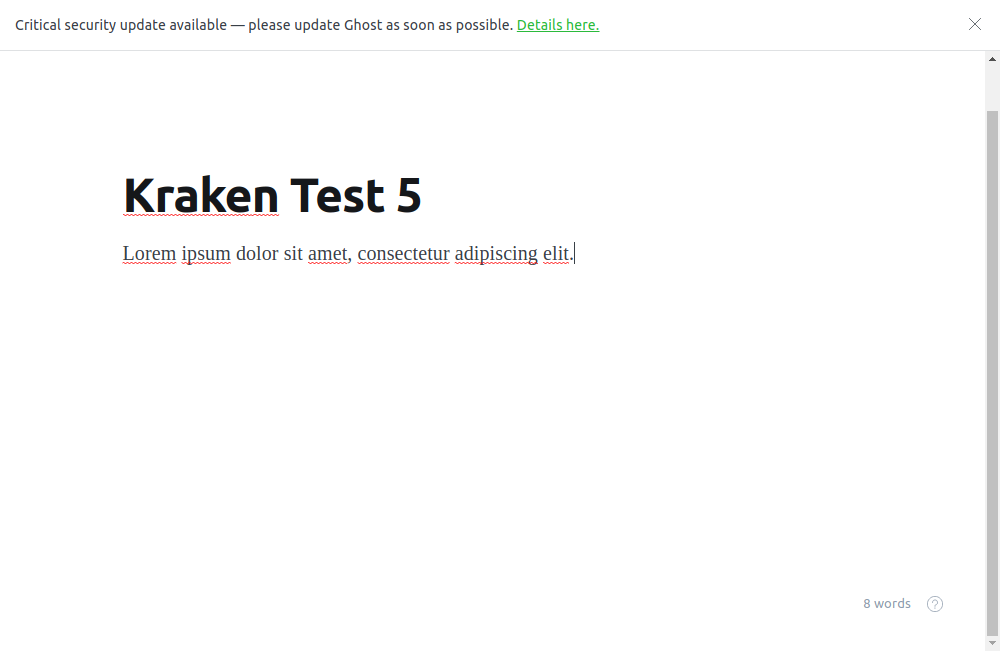 Critical security update available — please update Ghost as soon as possible. Details here.
Kraken Test 5
Lorem ipsum dolor sit amet, consectetur adipiscing elit.
8 words ?